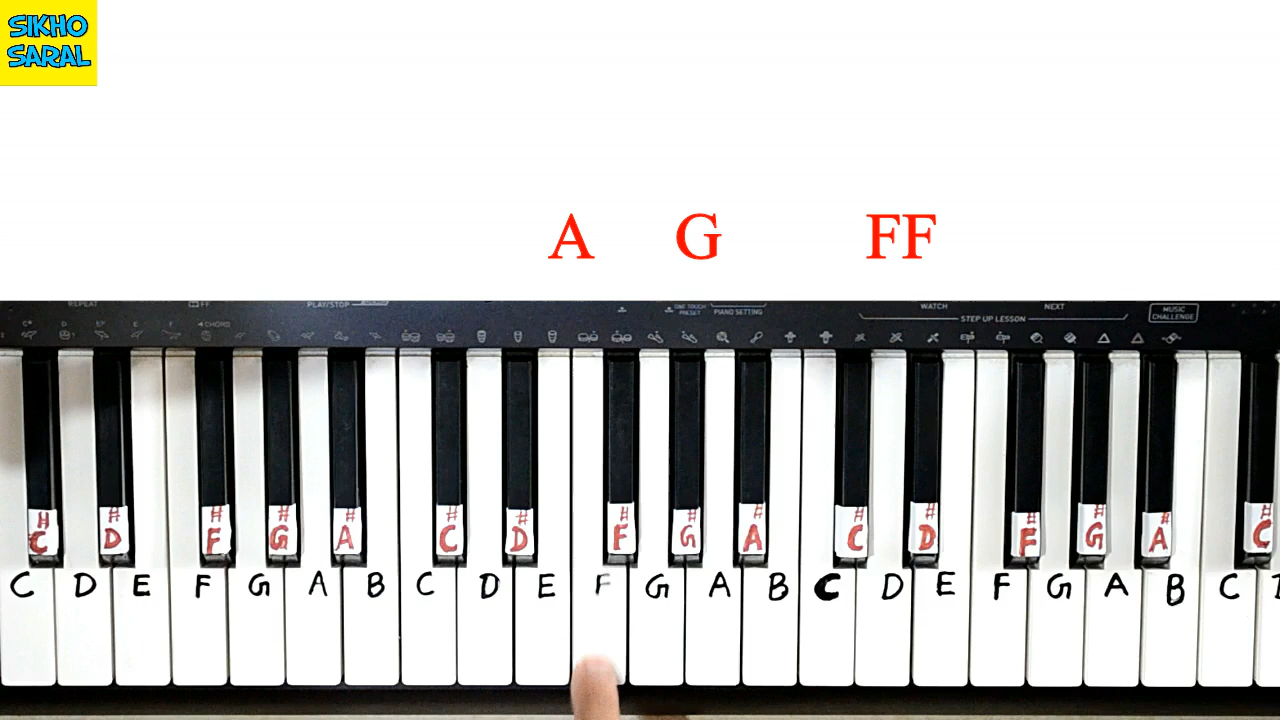 SIKHO
SARAL
A G FF
REPEAT FF PLAY/STOP ONE TOUCH PRESET PIANO SETTING WATCH NEXT MUSIC CHALLENGE
STEP UP LESSON
C# D E♭ E F ◄CHORD
# # # # # # # # # # # # # # #
C D F G A C D F G A C D F G A C
C D E F G A B C D E F G A B C D E F G A B C